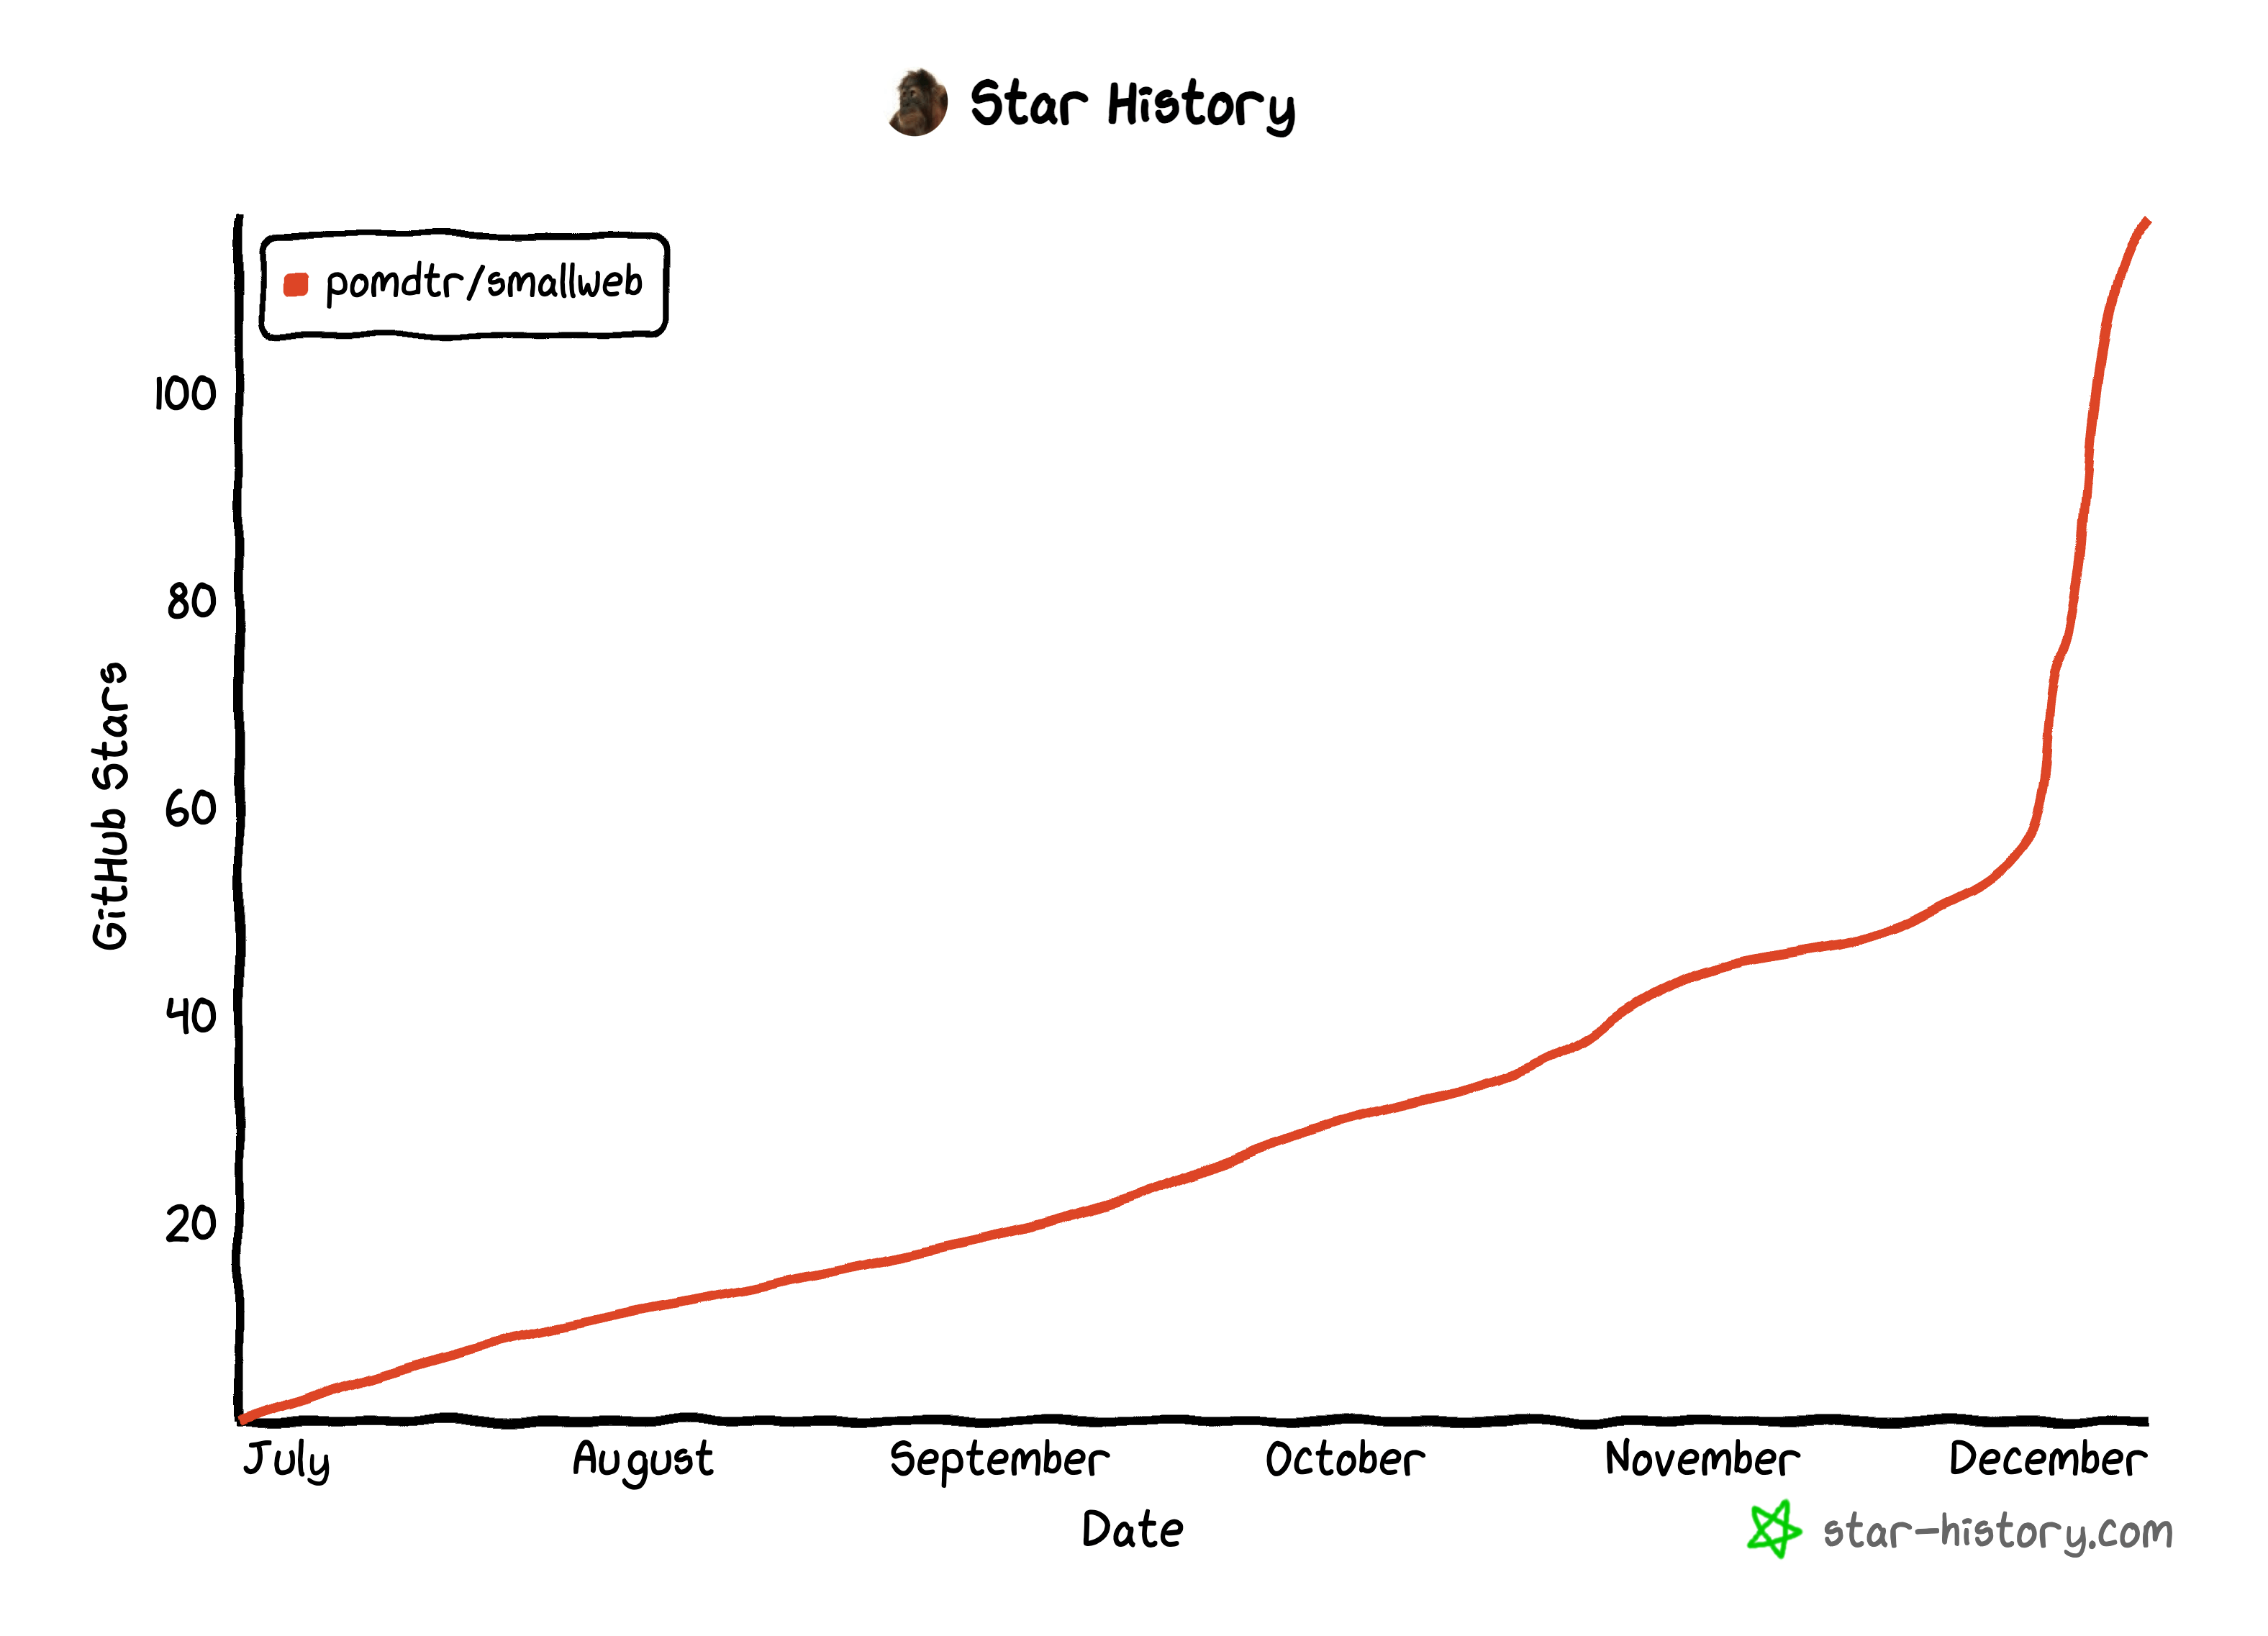 Star History
pomdtr/smallweb
100
80
60
40
20
GitHub Stars
July August September October November December
Date
star-history.com